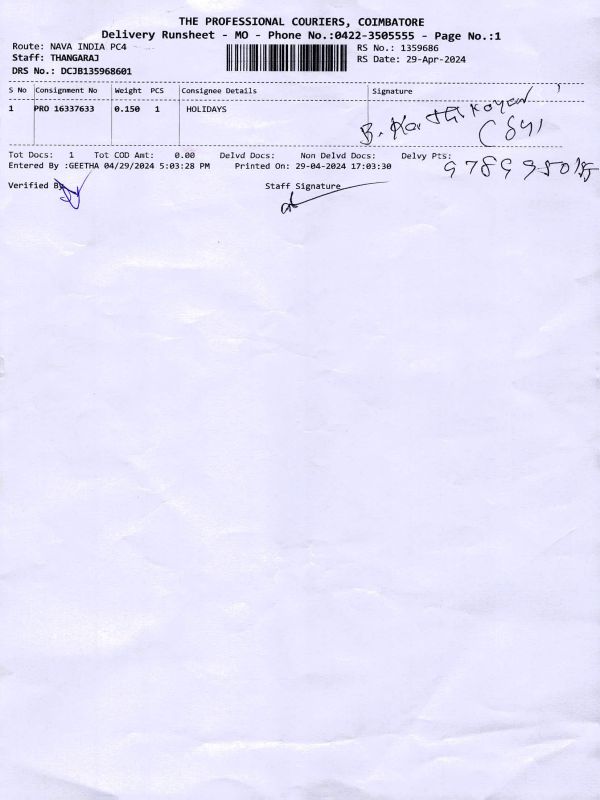 THE PROFESSIONAL COURIERS, COIMBATORE
Delivery Runsheet - MO - Phone No.:0422-3505555 - Page No.:1
Route: NAVA INDIA PC4
RS No.: 1359686
Staff: THANGARAJ
RS Date: 29-Apr-2024
DRS No.: DCJB135968601
S No Consignment No Weight PCS Consignee Details Signature
1 PRO 16337633 0.150 1 HOLIDAYS
B. Karthikeyan
Tot Docs: 1 Tot COD Amt: 0.00 Delvd Docs: Non Delvd Docs: Delvy Pts:
Entered By :GEETHA 04/29/2024 5:03:28 PM Printed On: 29-04-2024 17:03:30
Verified By Staff Signature